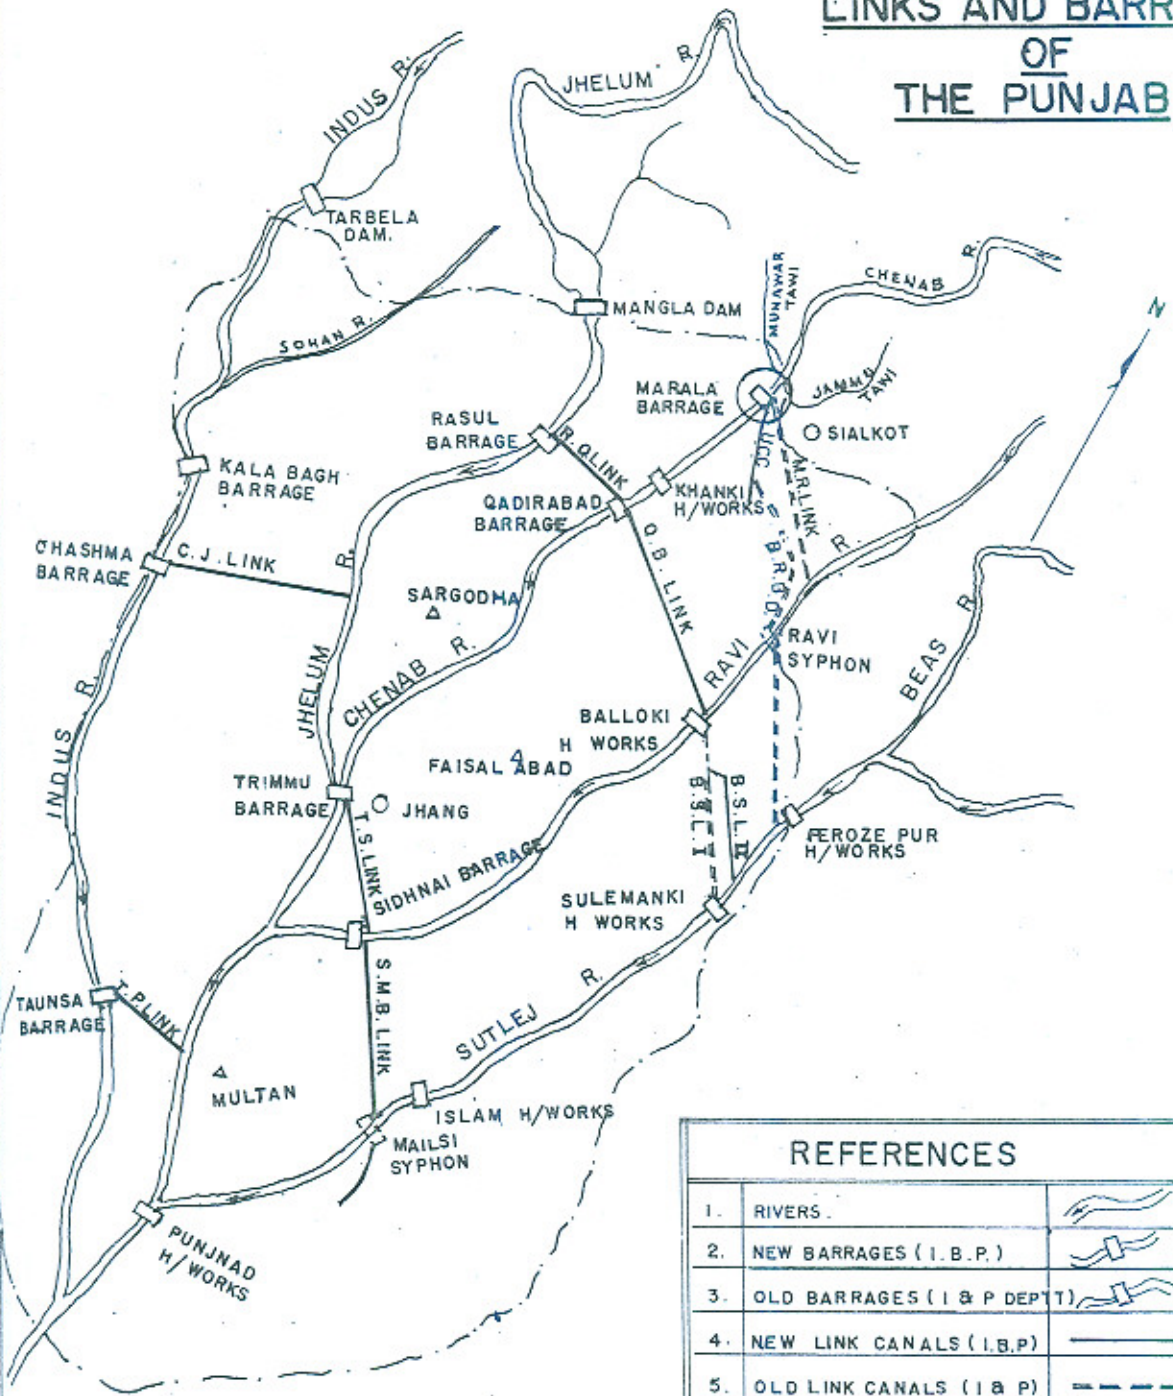 LINKS AND BARR
OF
THE PUNJAB
INDUS R.
JHELUM R.
TARBELA
DAM.
SOHAN R.
MANGLA DAM
MUNAWAR
TAWI
CHENAB R.
N
MARALA
BARRAGE
JAMMU
TAWI
SIALKOT
RASUL
BARRAGE
R.QLINK
UCC
M.R.LINK
KALA BAGH
BARRAGE
QADIRABAD
BARRAGE
KHANKI
H/WORKS
CHASHMA
BARRAGE
C.J.LINK
R.
Q.B. LINK
R.
SARGODHA
RAVI
SYPHON
BEAS R.
JHELUM
CHENAB R.
RAVI
INDUS R.
BALLOKI
H WORKS
FAISAL ABAD
TRIMMU
BARRAGE
JHANG
T.S.LINK
B.S.L.I
B.S.L.II
FEROZE PUR
H/WORKS
SIDHNAI BARRAGE
SULEMANKI
H WORKS
TAUNSA
BARRAGE
T.P.LINK
S.M.B.LINK
SUTLEJ R.
MULTAN
ISLAM H/WORKS
MAILSI
SYPHON
PUNJNAD
H/WORKS
REFERENCES
1. RIVERS.
2. NEW BARRAGES (I.B.P.)
3. OLD BARRAGES (I & P DEPTT)
4. NEW LINK CANALS (I.B.P)
5. OLD LINK CANALS (I & P)